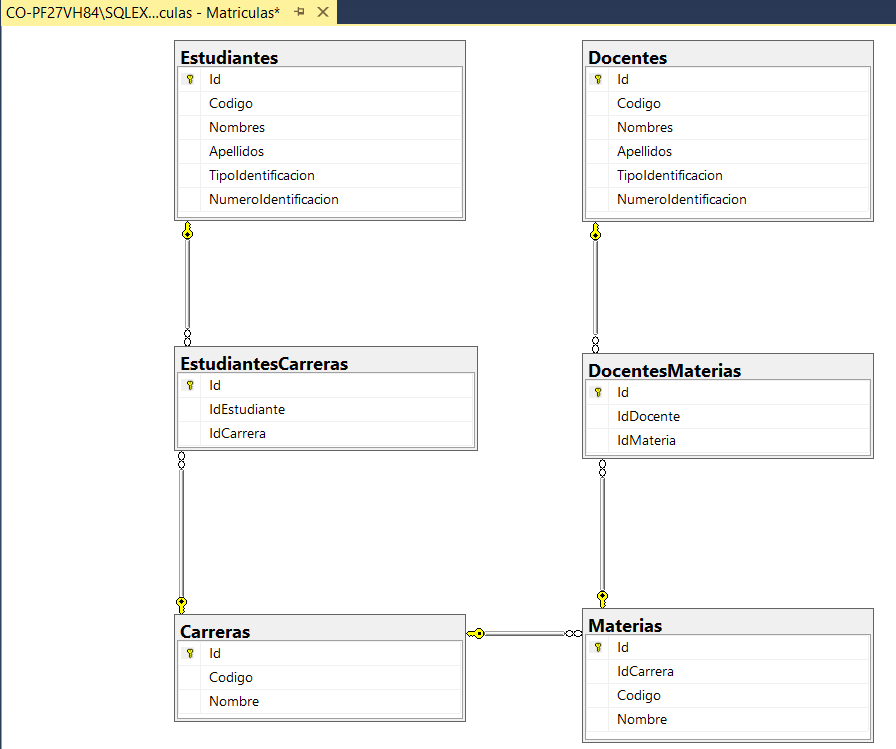 CO-PF27VH84\SQLEX...culas - Matriculas*
Estudiantes
Id
Codigo
Nombres
Apellidos
TipoIdentificacion
NumeroIdentificacion
Docentes
Id
Codigo
Nombres
Apellidos
TipoIdentificacion
NumeroIdentificacion
EstudiantesCarreras
Id
IdEstudiante
IdCarrera
DocentesMaterias
Id
IdDocente
IdMateria
Carreras
Id
Codigo
Nombre
Materias
Id
IdCarrera
Codigo
Nombre